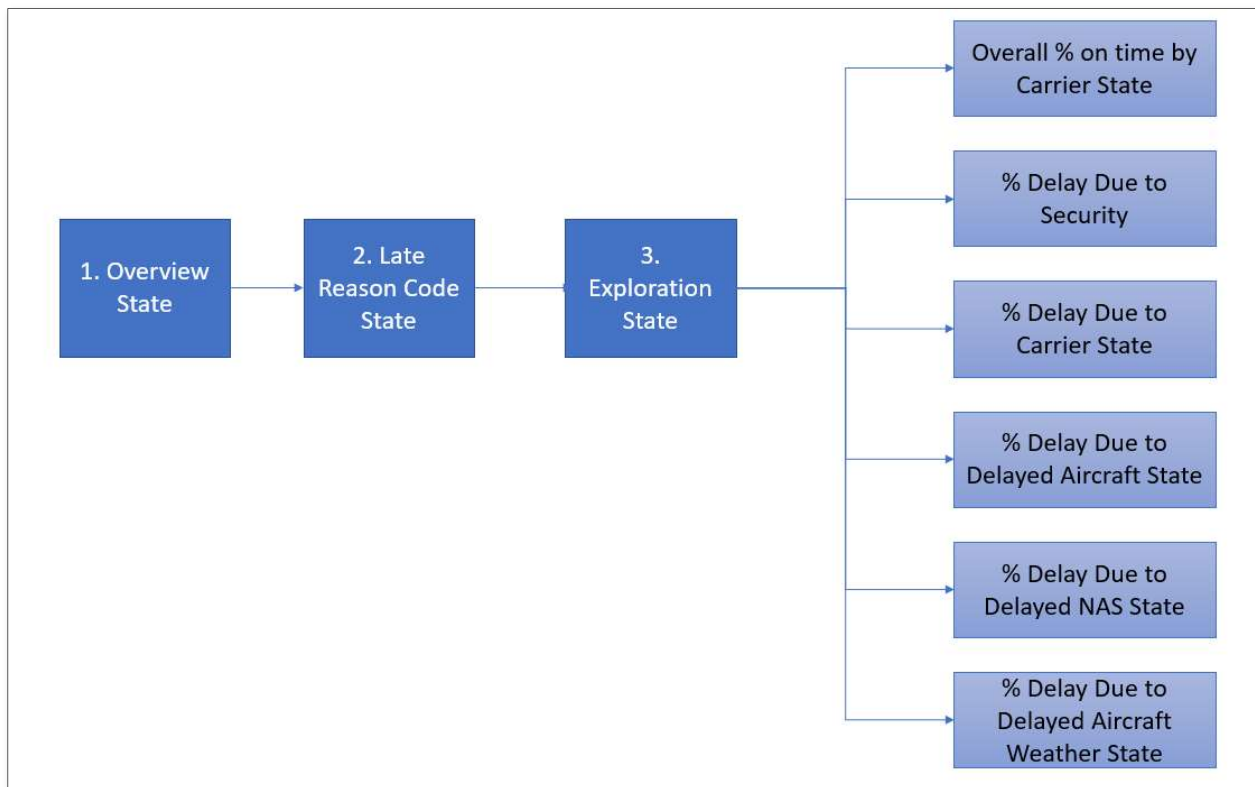 1. Overview
State
2. Late
Reason Code
State
3.
Exploration
State
Overall % on time by
Carrier State
% Delay Due to
Security
% Delay Due to
Carrier State
% Delay Due to
Delayed Aircraft State
% Delay Due to
Delayed NAS State
% Delay Due to
Delayed Aircraft
Weather State